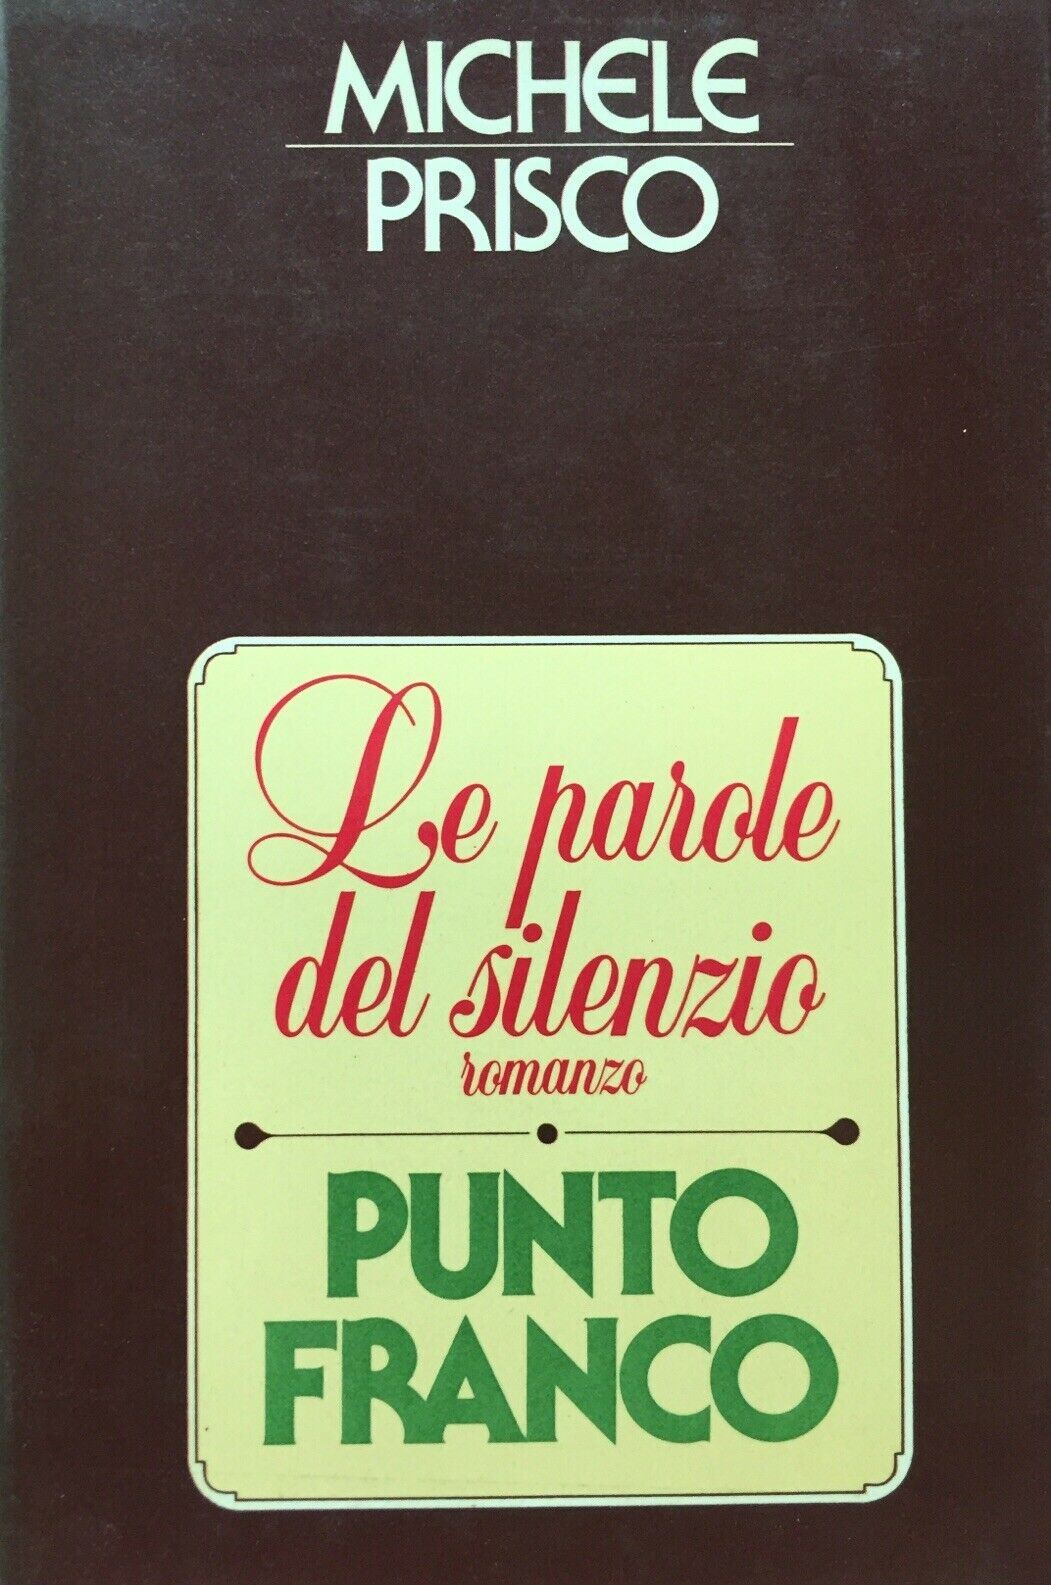 MICHELE
PRISCO
Le parole
del silenzio
romanzo
PUNTO
FRANCO